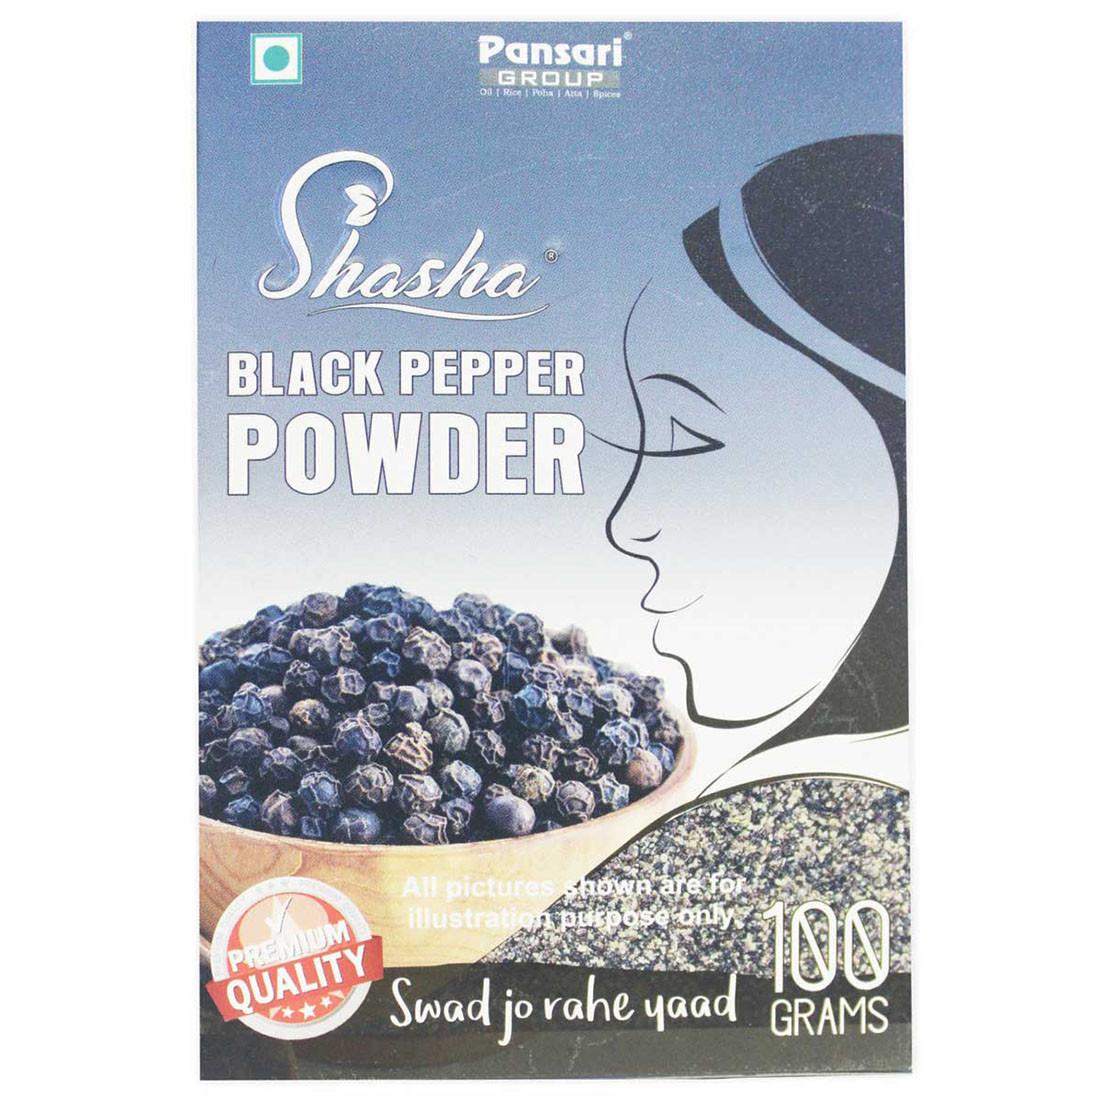 Pansari®
GROUP
Oil | Rice | Poha | Atta | Spices
Shasha®
BLACK PEPPER
POWDER
All pictures shown are for
illustration purpose only.
PREMIUM
QUALITY
Swad jo rahe yaad
100
GRAMS